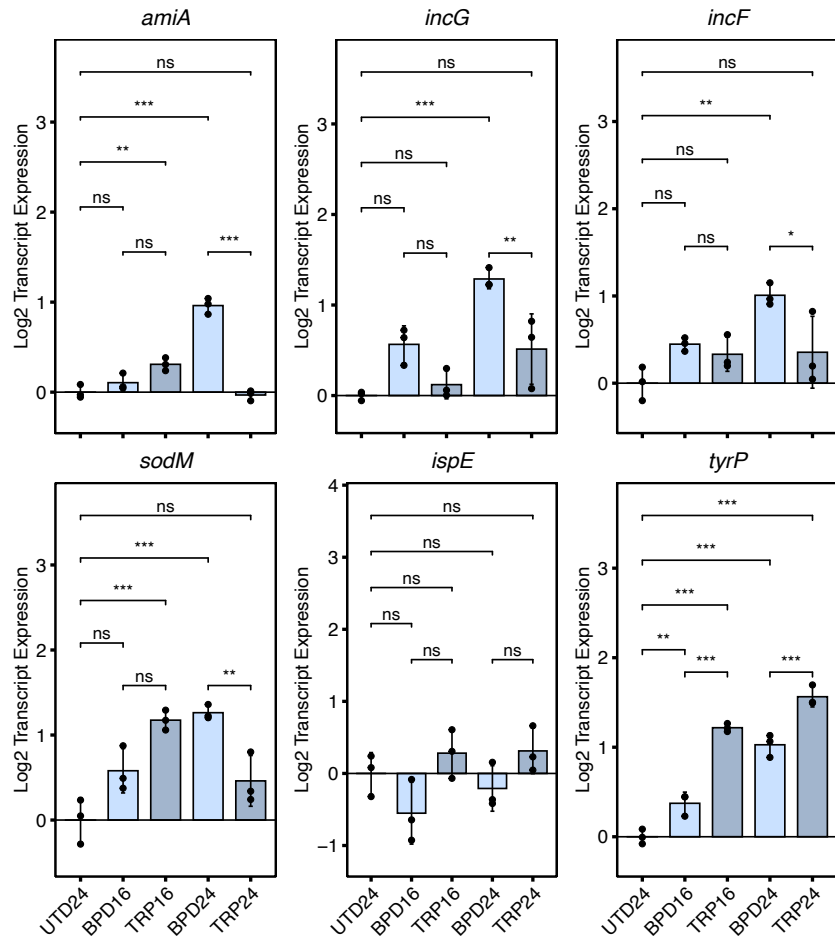 amiA
incG
incF
Log2 Transcript Expression
3
2
1
0
ns
***
**
ns
ns
***
Log2 Transcript Expression
3
2
1
0
ns
***
ns
ns
ns
**
Log2 Transcript Expression
3
2
1
0
ns
**
ns
ns
ns
*
sodM
ispE
tyrP
Log2 Transcript Expression
3
2
1
0
ns
***
***
ns
ns
**
UTD24
BPD16
TRP16
BPD24
TRP24
Log2 Transcript Expression
4
3
2
1
0
−1
ns
ns
ns
ns
ns
ns
UTD24
BPD16
TRP16
BPD24
TRP24
Log2 Transcript Expression
3
2
1
0
***
***
***
**
***
***
UTD24
BPD16
TRP16
BPD24
TRP24